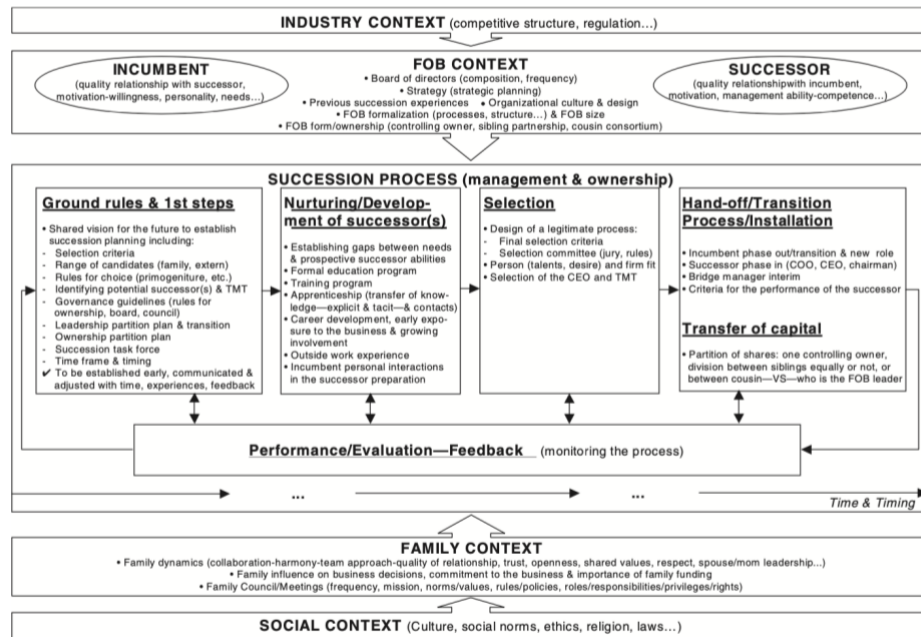 INDUSTRY CONTEXT (competitive structure, regulation...)
INCUMBENT
(quality relationship with successor,
motivation-willingness, personality, needs...)
FOB CONTEXT
• Board of directors (composition, frequency)
• Strategy (strategic planning)
• Previous succession experiences • Organizational culture & design
• FOB formalization (processes, structure...) & FOB size
• FOB form/ownership (controlling owner, sibling partnership, cousin consortium)
SUCCESSOR
(quality relationshipwith incumbent,
motivation, management ability-competence...)
SUCCESSION PROCESS (management & ownership)
Ground rules & 1st steps
• Shared vision for the future to establish
succession planning including:
- Selection criteria
- Range of candidates (family, extern)
- Rules for choice (primogeniture, etc.)
- Identifying potential successor(s) & TMT
- Governance guidelines (rules for
ownership, board, council)
- Leadership partition plan & transition
- Ownership partition plan
- Succession task force
- Time frame & timing
✓ To be established early, communicated &
adjusted with time, experiences, feedback
Nurturing/Develop-
ment of successor(s)
• Establishing gaps between needs
& prospective successor abilities
• Formal education program
• Training program
• Apprenticeship (transfer of know-
ledge—explicit & tacit—& contacts)
• Career development, early expo-
sure to the business & growing
involvement
• Outside work experience
• Incumbent personal interactions
in the successor preparation
Selection
• Design of a legitimate process:
- Final selection criteria
- Selection committee (jury, rules)
• Person (talents, desire) and firm fit
• Selection of the CEO and TMT
Hand-off/Transition
Process/Installation
• Incumbent phase out/transition & new role
• Successor phase in (COO, CEO, chairman)
• Bridge manager interim
• Criteria for the performance of the successor
Transfer of capital
• Partition of shares: one controlling owner,
division between siblings equally or not, or
between cousin—VS—who is the FOB leader
Performance/Evaluation—Feedback (monitoring the process)
... ...
Time & Timing
FAMILY CONTEXT
• Family dynamics (collaboration-harmony-team approach-quality of relationship, trust, openness, shared values, respect, spouse/mom leadership...)
• Family influence on business decisions, commitment to the business & importance of family funding
• Family Council/Meetings (frequency, mission, norms/values, rules/policies, roles/responsibilities/privileges/rights)
SOCIAL CONTEXT (Culture, social norms, ethics, religion, laws...)